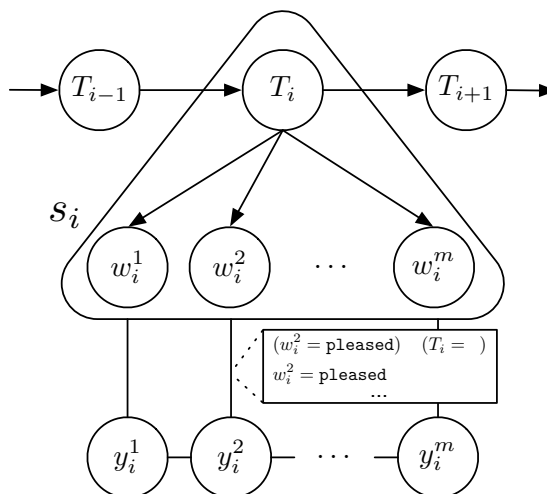 T_{i−1} T_i T_{i+1}
s_i
w_i^1 w_i^2 ... w_i^m
(w_i^2 = pleased) (T_i = )
w_i^2 = pleased
...
y_i^1 y_i^2 ... y_i^m